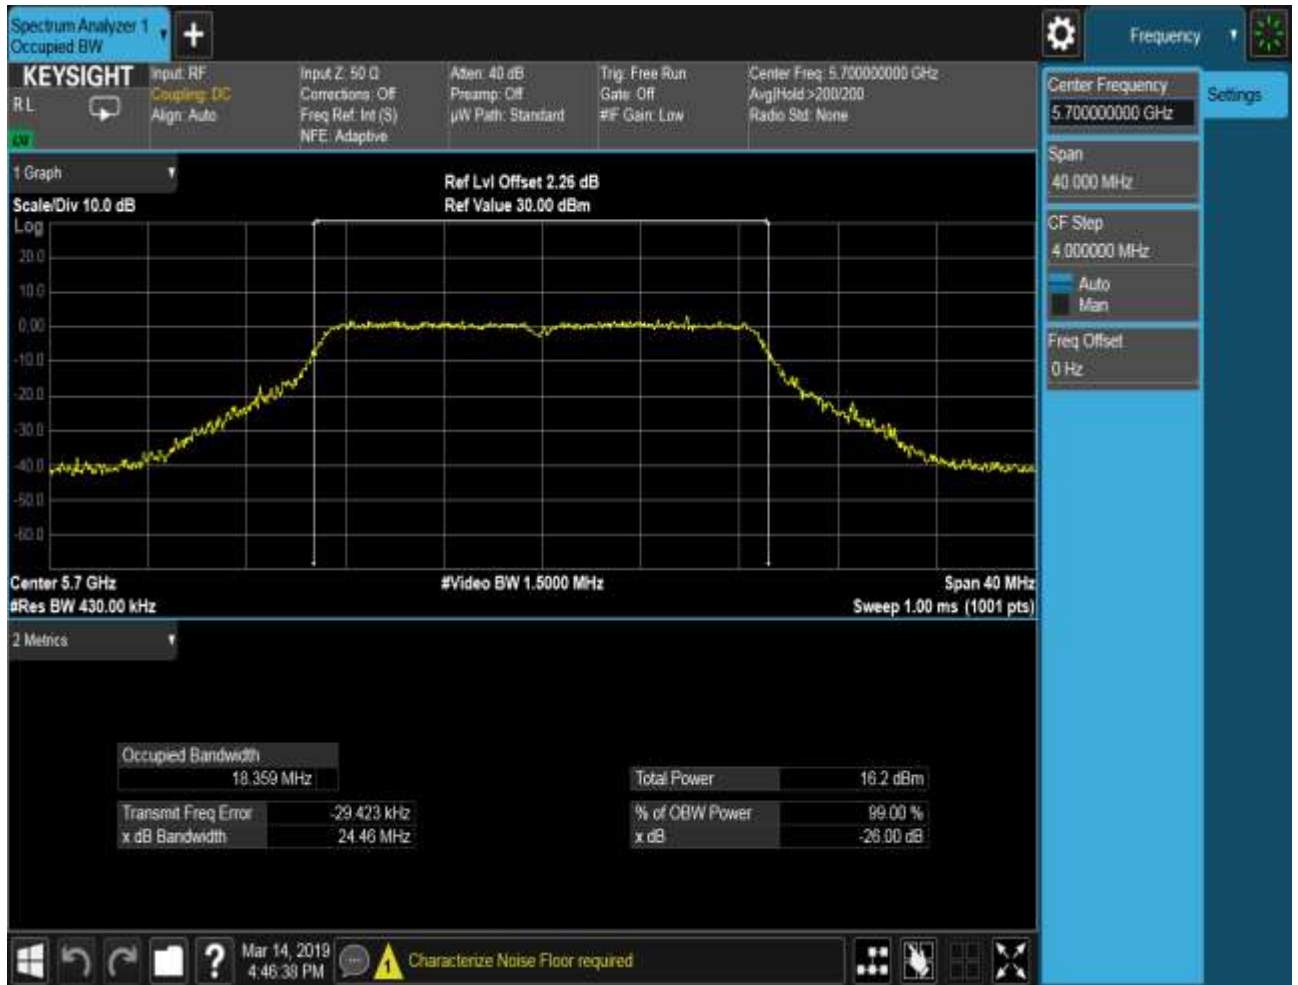 Spectrum Analyzer 1
Occupied BW
Frequency
KEYSIGHT
R L
Input: RF
Coupling: DC
Align: Auto
Input Z: 50 Ω
Corrections: Off
Freq Ref: Int (S)
NFE: Adaptive
Atten: 40 dB
Preamp: Off
µW Path: Standard
Trig: Free Run
Gate: Off
#IF Gain: Low
Center Freq: 5.700000000 GHz
Avg|Hold:>200/200
Radio Std: None
Center Frequency
5.700000000 GHz
Settings
Span
40.000 MHz
CF Step
4.000000 MHz
Auto
Man
Freq Offset
0 Hz
1 Graph
Scale/Div 10.0 dB
Ref Lvl Offset 2.26 dB
Ref Value 30.00 dBm
Log
20.0
10.0
0.00
-10.0
-20.0
-30.0
-40.0
-50.0
-60.0
Center 5.7 GHz
#Video BW 1.5000 MHz
Span 40 MHz
#Res BW 430.00 kHz
Sweep 1.00 ms (1001 pts)
2 Metrics
Occupied Bandwidth
18.359 MHz
Total Power 16.2 dBm
Transmit Freq Error -29.423 kHz
% of OBW Power 99.00 %
x dB Bandwidth 24.46 MHz
x dB -26.00 dB
?
Mar 14, 2019
4:46:38 PM
1
Characterize Noise Floor required